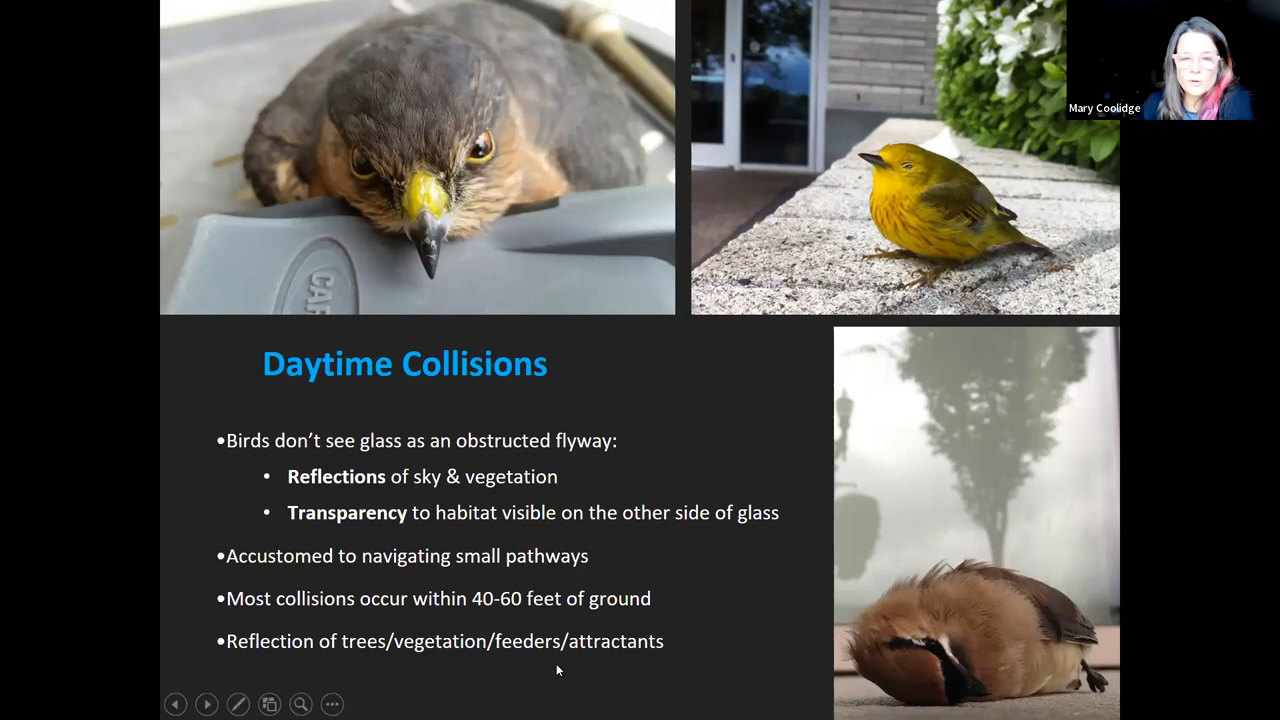 Mary Coolidge
CAP
Daytime Collisions
•Birds don’t see glass as an obstructed flyway:
• Reflections of sky & vegetation
• Transparency to habitat visible on the other side of glass
•Accustomed to navigating small pathways
•Most collisions occur within 40-60 feet of ground
•Reflection of trees/vegetation/feeders/attractants